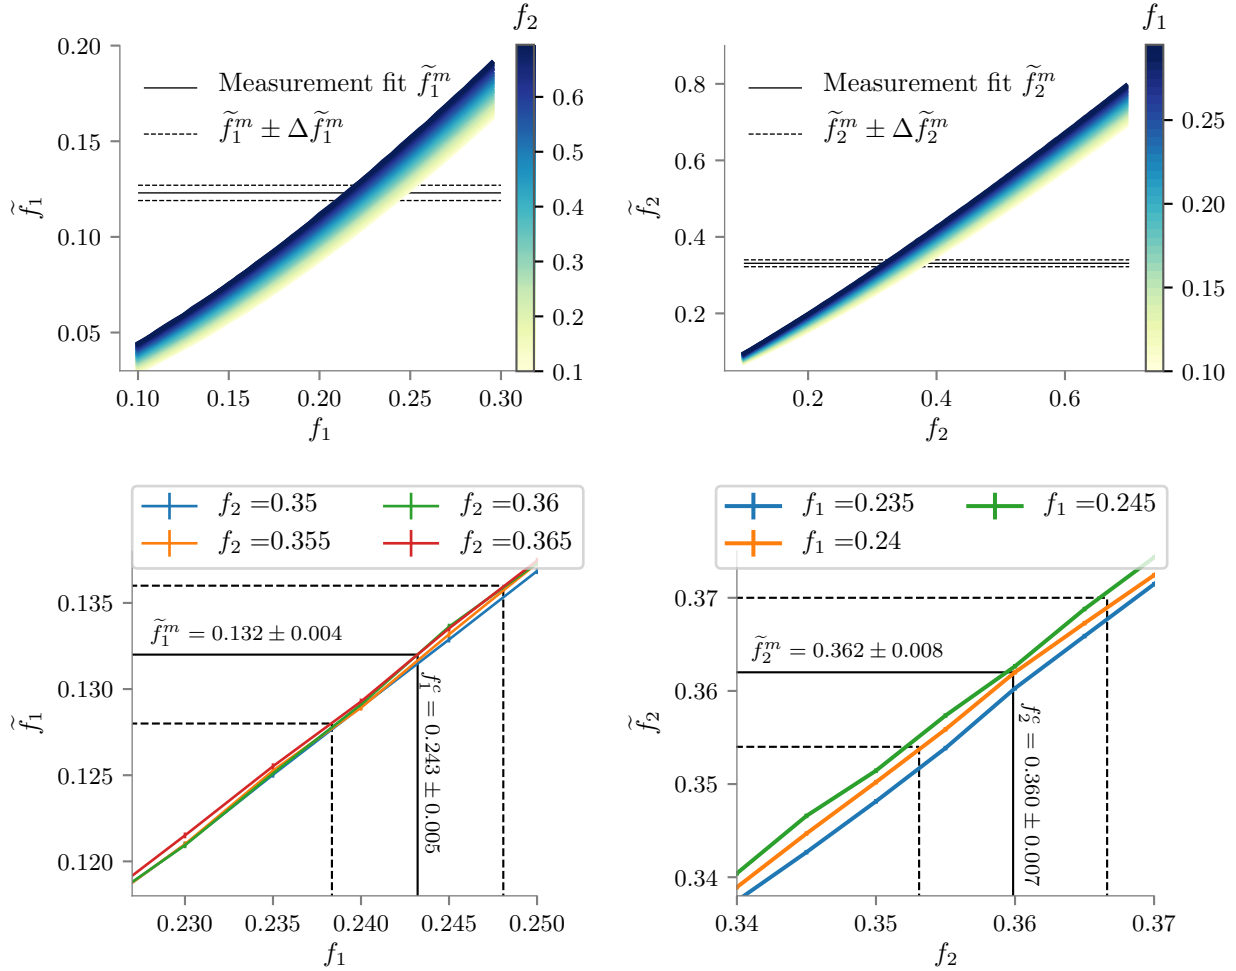 f₂
0.20
0.15
0.10
0.05
f̃₁
Measurement fit f̃₁ᵐ
f̃₁ᵐ ± Δf̃₁ᵐ
0.10 0.15 0.20 0.25 0.30
f₁
0.6
0.5
0.4
0.3
0.2
0.1
f₁
0.8
0.6
0.4
0.2
f̃₂
Measurement fit f̃₂ᵐ
f̃₂ᵐ ± Δf̃₂ᵐ
0.2 0.4 0.6
f₂
0.25
0.20
0.15
0.10
f₂ =0.35 f₂ =0.36
f₂ =0.355 f₂ =0.365
0.135
0.130
0.125
0.120
f̃₁
f̃₁ᵐ = 0.132 ± 0.004
f₁ᶜ = 0.243 ± 0.005
0.230 0.235 0.240 0.245 0.250
f₁
f₁ =0.235 f₁ =0.245
f₁ =0.24
0.37
0.36
0.35
0.34
f̃₂
f̃₂ᵐ = 0.362 ± 0.008
f₂ᶜ = 0.360 ± 0.007
0.34 0.35 0.36 0.37
f₂